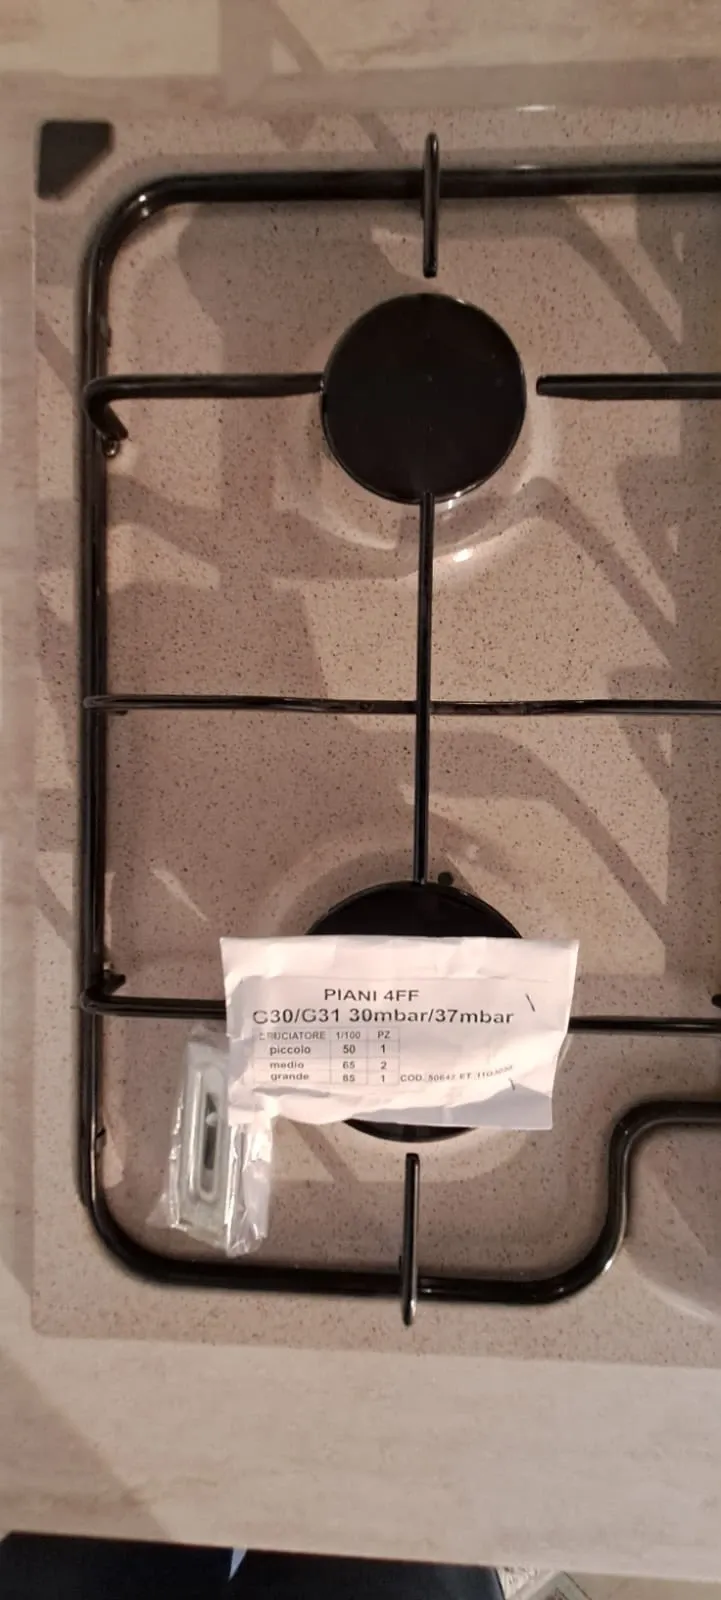 PIANI 4FF
G30/G31 30mbar/37mbar
BRUCIATORE 1/100 PZ
piccolo 50 1
medio 65 2
grande 85 1 COD.